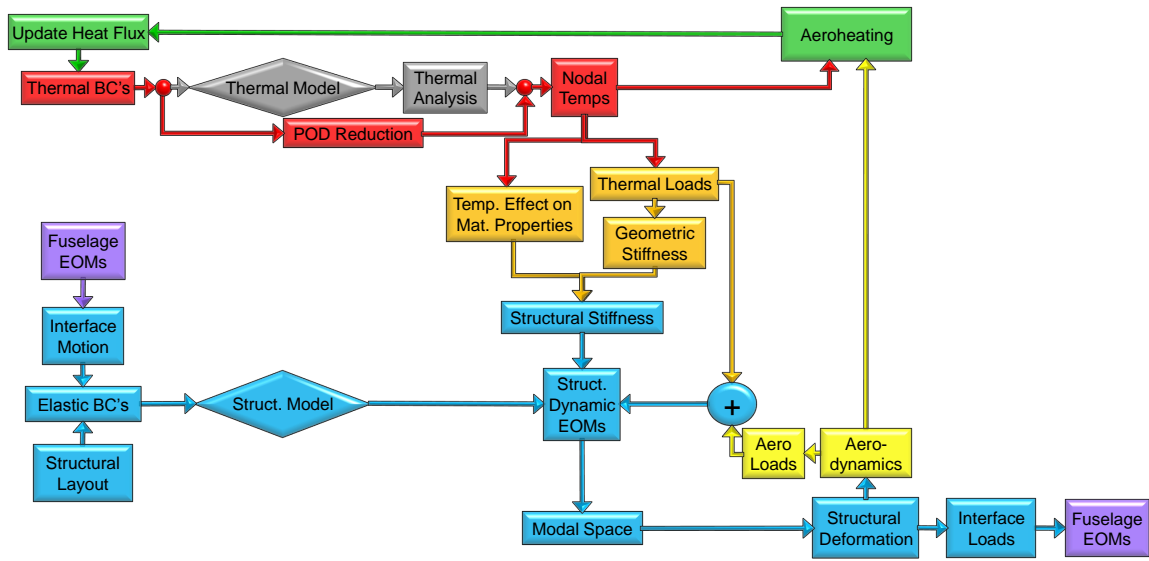 Update Heat Flux
Aeroheating
Thermal BC's
Thermal Model
Thermal
Analysis
Nodal
Temps
POD Reduction
Thermal Loads
Temp. Effect on
Mat. Properties
Geometric
Stiffness
Fuselage
EOMs
Structural Stiffness
Interface
Motion
Elastic BC's
Struct. Model
Struct.
Dynamic
EOMs
+
Aero
Loads
Aero-
dynamics
Structural
Layout
Modal Space
Structural
Deformation
Interface
Loads
Fuselage
EOMs